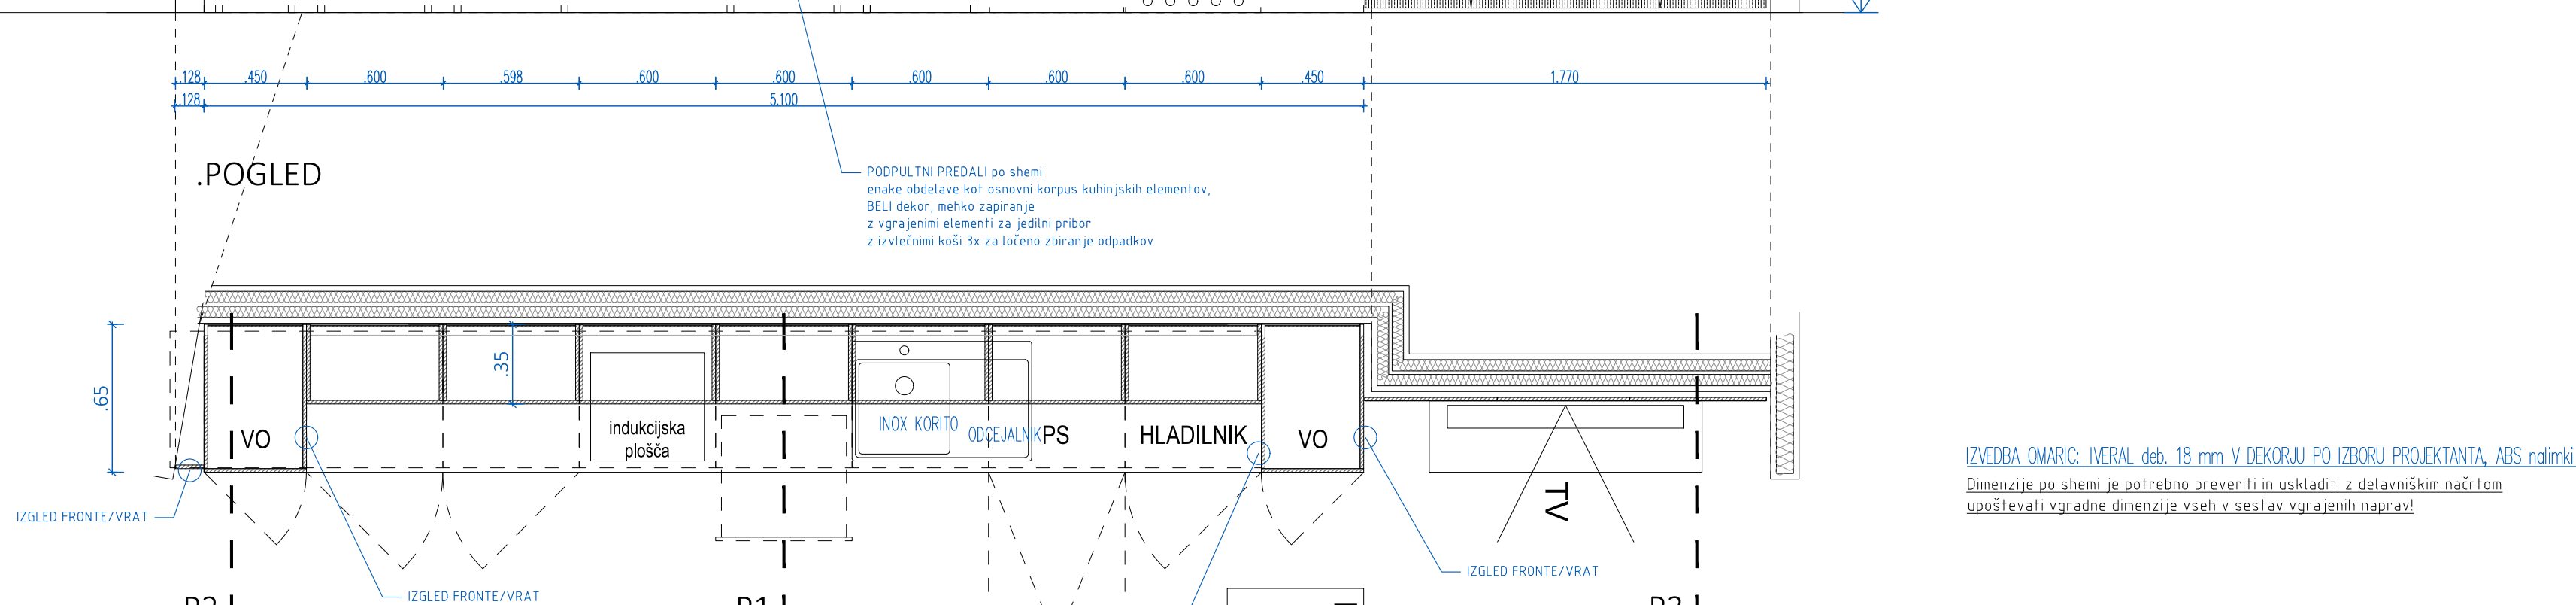 .128 .450 .600 .598 .600 .600 .600 .600 .600 .450 1.770
.128 5.100
.POGLED
PODPULTNI PREDALI po shemi
enake obdelave kot osnovni korpus kuhinjskih elementov,
BELI dekor, mehko zapiranje
z vgrajenimi elementi za jedilni pribor
z izvlečnimi koši 3x za ločeno zbiranje odpadkov
.65
.35
VO
indukcijska
plošča
INOX KORITO
ODCEJALNIK
PS
HLADILNIK
VO
TV
IZGLED FRONTE/VRAT
IZGLED FRONTE/VRAT
IZGLED FRONTE/VRAT
IZVEDBA OMARIC: IVERAL deb. 18 mm V DEKORJU PO IZBORU PROJEKTANTA, ABS nalimki
Dimenzije po shemi je potrebno preveriti in uskladiti z delavniškim načrtom
upoštevati vgradne dimenzije vseh v sestav vgrajenih naprav!